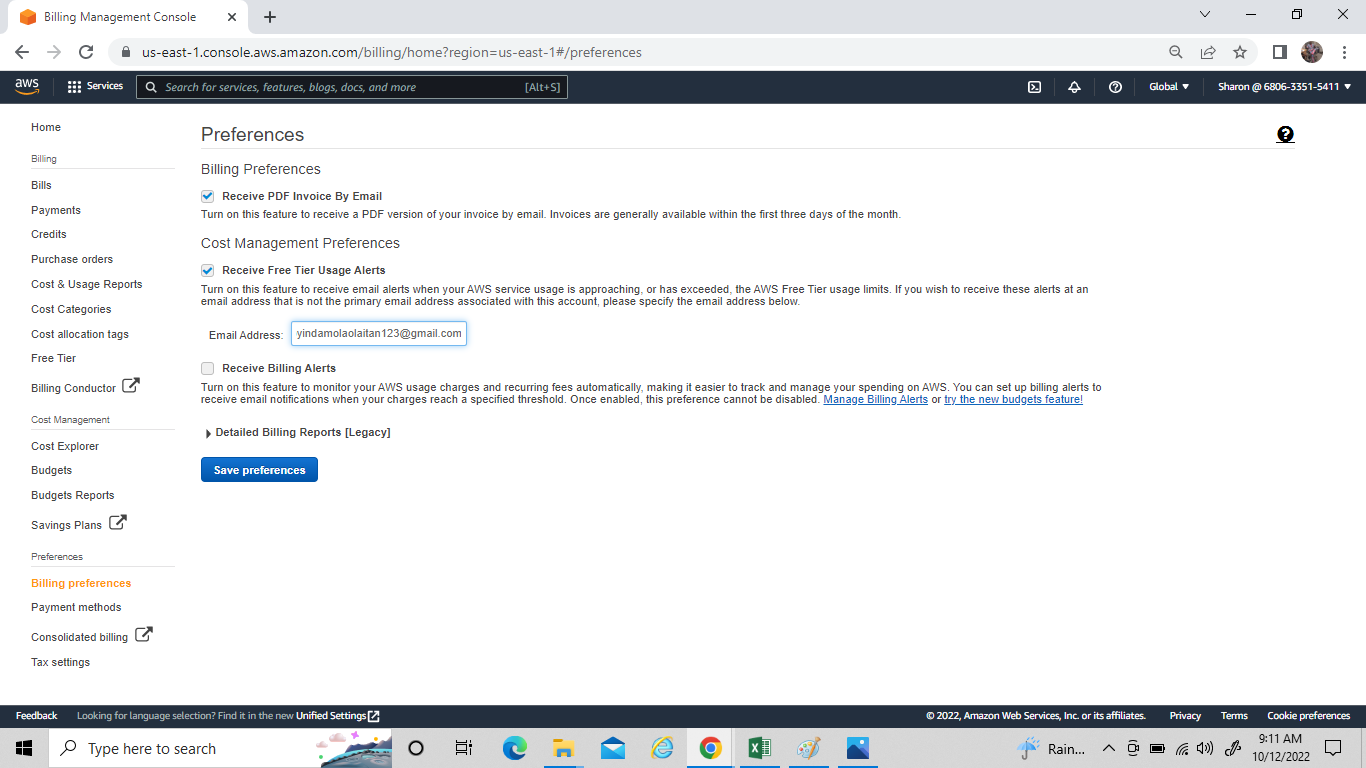 Billing Management Console
us-east-1.console.aws.amazon.com/billing/home?region=us-east-1#/preferences
aws
Services
Search for services, features, blogs, docs, and more
[Alt+S]
Global
Sharon @ 6806-3351-5411
Home
Billing
Bills
Payments
Credits
Purchase orders
Cost & Usage Reports
Cost Categories
Cost allocation tags
Free Tier
Billing Conductor
Cost Management
Cost Explorer
Budgets
Budgets Reports
Savings Plans
Preferences
Billing preferences
Payment methods
Consolidated billing
Tax settings
Preferences
Billing Preferences
Receive PDF Invoice By Email
Turn on this feature to receive a PDF version of your invoice by email. Invoices are generally available within the first three days of the month.
Cost Management Preferences
Receive Free Tier Usage Alerts
Turn on this feature to receive email alerts when your AWS service usage is approaching, or has exceeded, the AWS Free Tier usage limits. If you wish to receive these alerts at an
email address that is not the primary email address associated with this account, please specify the email address below.
Email Address: yindamolaolaitan123@gmail.com
Receive Billing Alerts
Turn on this feature to monitor your AWS usage charges and recurring fees automatically, making it easier to track and manage your spending on AWS. You can set up billing alerts to
receive email notifications when your charges reach a specified threshold. Once enabled, this preference cannot be disabled. Manage Billing Alerts or try the new budgets feature!
Detailed Billing Reports [Legacy]
Save preferences
Feedback
Looking for language selection? Find it in the new Unified Settings
© 2022, Amazon Web Services, Inc. or its affiliates.
Privacy
Terms
Cookie preferences
Type here to search
Rain...
9:11 AM
10/12/2022